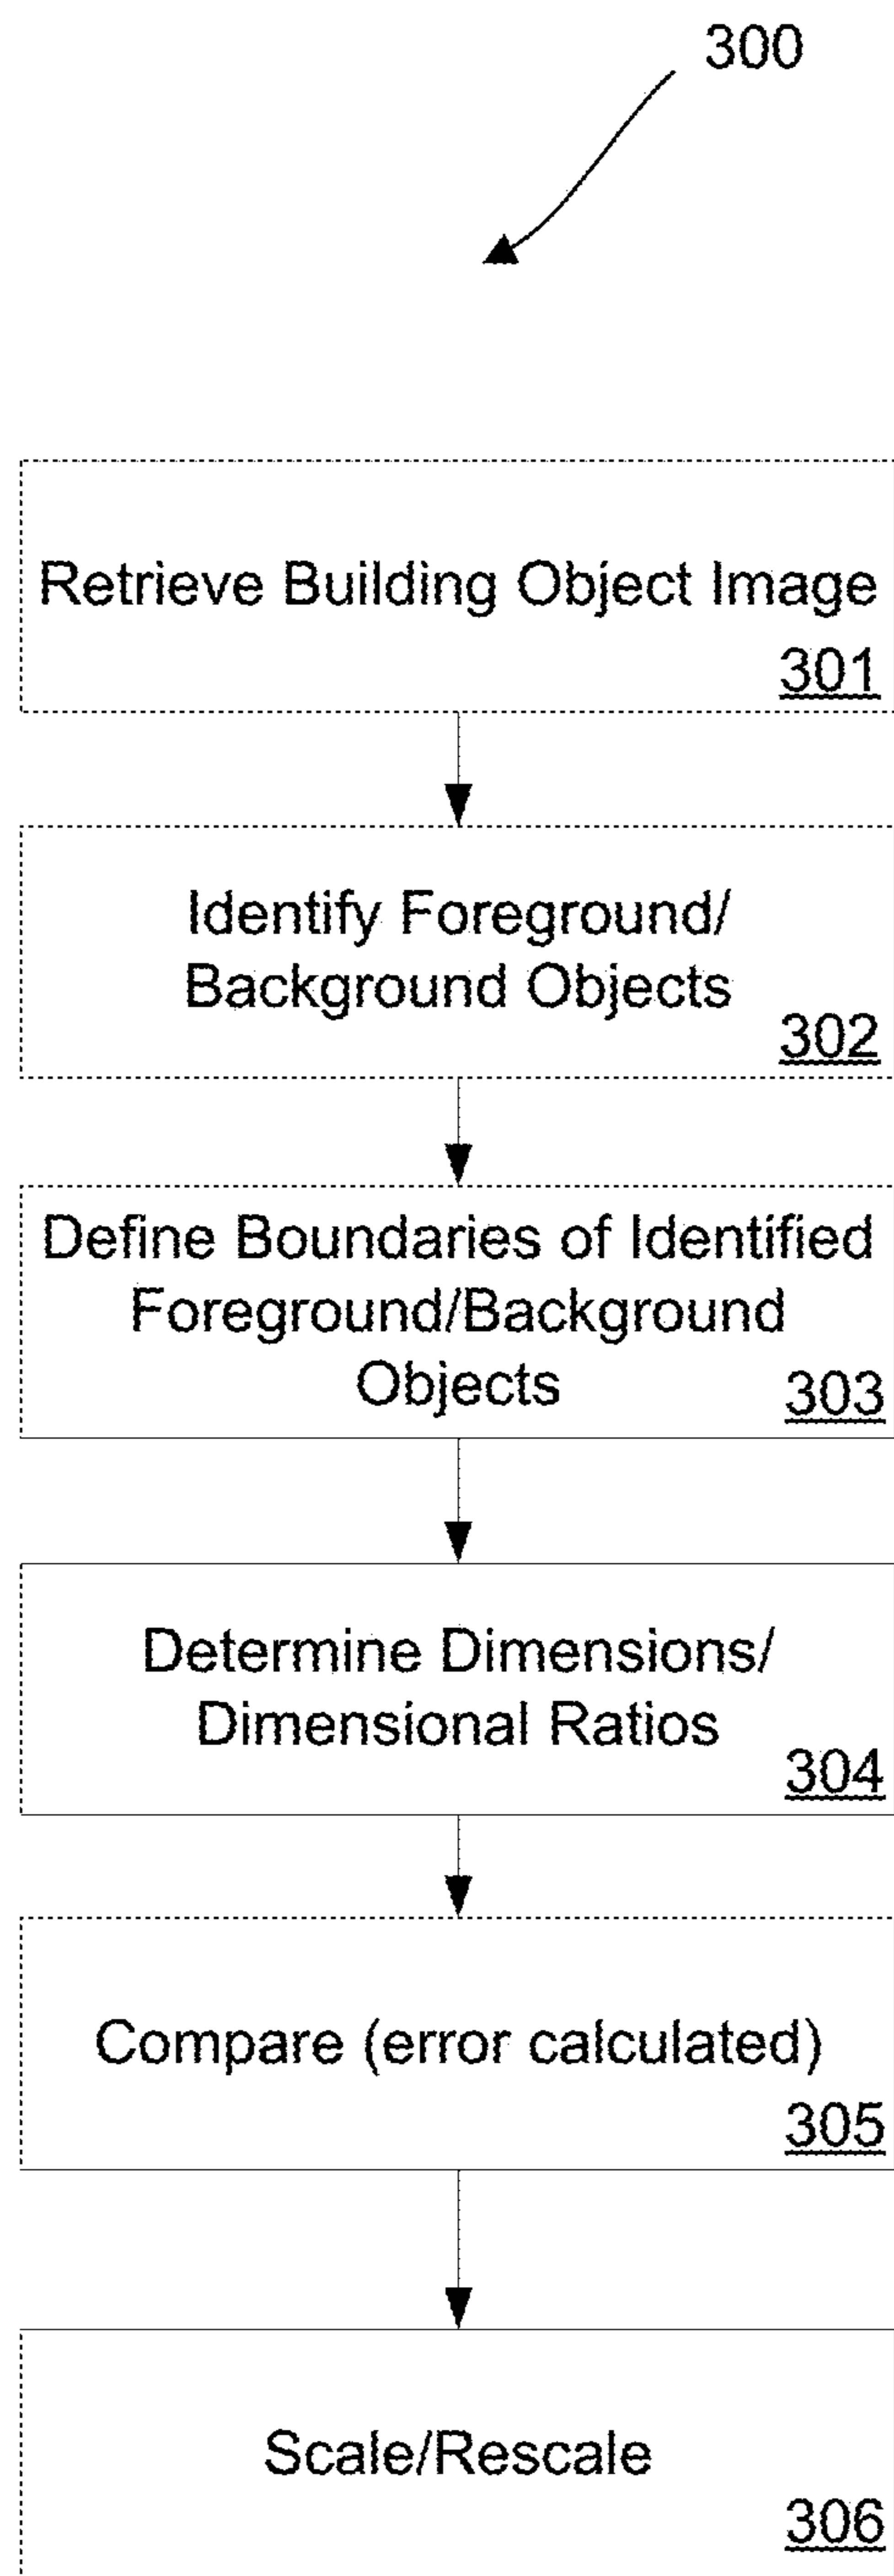 300
Retrieve Building Object Image
301
Identify Foreground/
Background Objects
302
Define Boundaries of Identified
Foreground/Background
Objects
303
Determine Dimensions/
Dimensional Ratios
304
Compare (error calculated)
305
Scale/Rescale
306